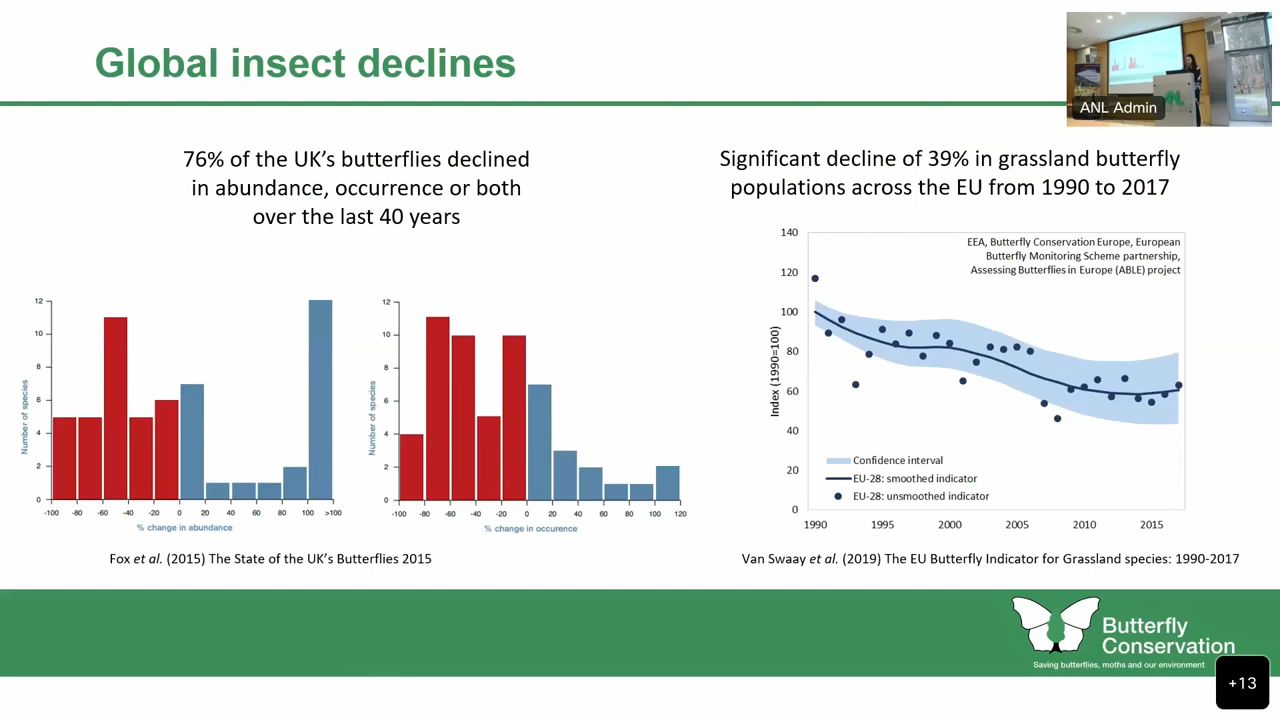 Global insect declines
ANL Admin
76% of the UK’s butterflies declined
in abundance, occurrence or both
over the last 40 years
Significant decline of 39% in grassland butterfly
populations across the EU from 1990 to 2017
12
10
8
6
4
2
0
Number of species
-100 -80 -60 -40 -20 0 20 40 60 80 100 >100
% change in abundance
12
10
8
6
4
2
0
Number of species
-100 -80 -60 -40 -20 0 20 40 60 80 100 120
% change in occurence
140
120
100
80
60
40
20
0
Index (1990=100)
EEA, Butterfly Conservation Europe, European
Butterfly Monitoring Scheme partnership,
Assessing Butterflies in Europe (ABLE) project
Confidence interval
EU-28: smoothed indicator
EU-28: unsmoothed indicator
1990 1995 2000 2005 2010 2015
Fox et al. (2015) The State of the UK’s Butterflies 2015
Van Swaay et al. (2019) The EU Butterfly Indicator for Grassland species: 1990-2017
Butterfly
Conservation
Saving butterflies, moths and our environment
+13